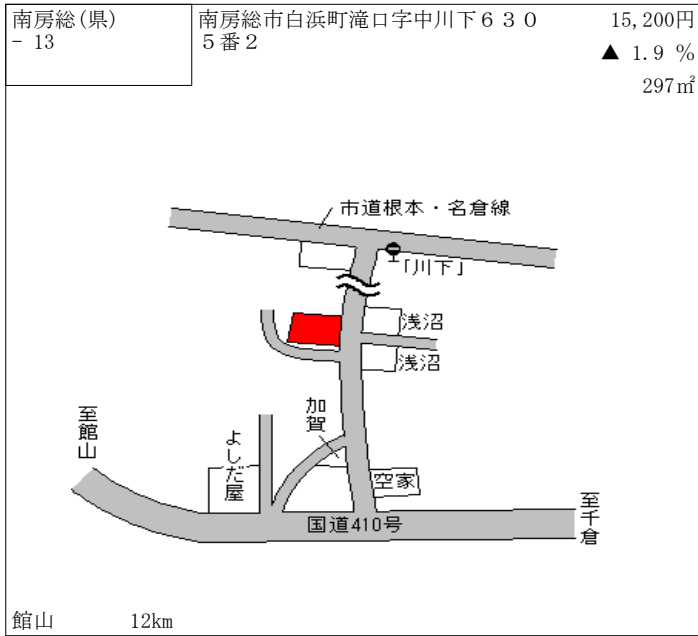 南房総(県)
- 13
南房総市白浜町滝口字中川下６３０
５番２
15,200円
▲ 1.9 %
297㎡
市道根本・名倉線
「川下」
浅沼
浅沼
加賀
至館山
よしだ屋
空家
至千倉
国道410号
館山 12km